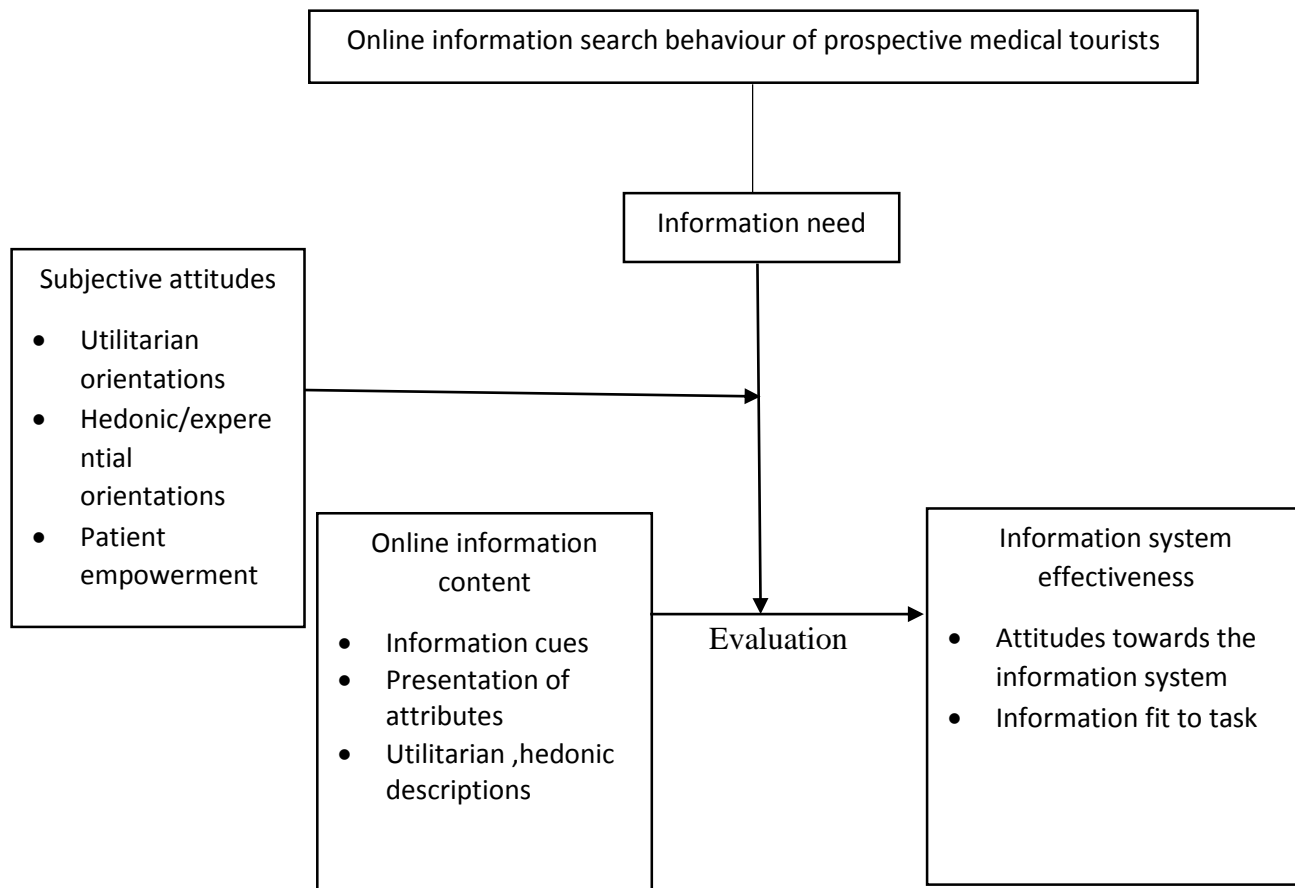 Online information search behaviour of prospective medical tourists
Information need
Subjective attitudes
• Utilitarian
orientations
• Hedonic/expere
ntial
orientations
• Patient
empowerment
Online information
content
• Information cues
• Presentation of
attributes
• Utilitarian ,hedonic
descriptions
Evaluation
Information system
effectiveness
• Attitudes towards the
information system
• Information fit to task